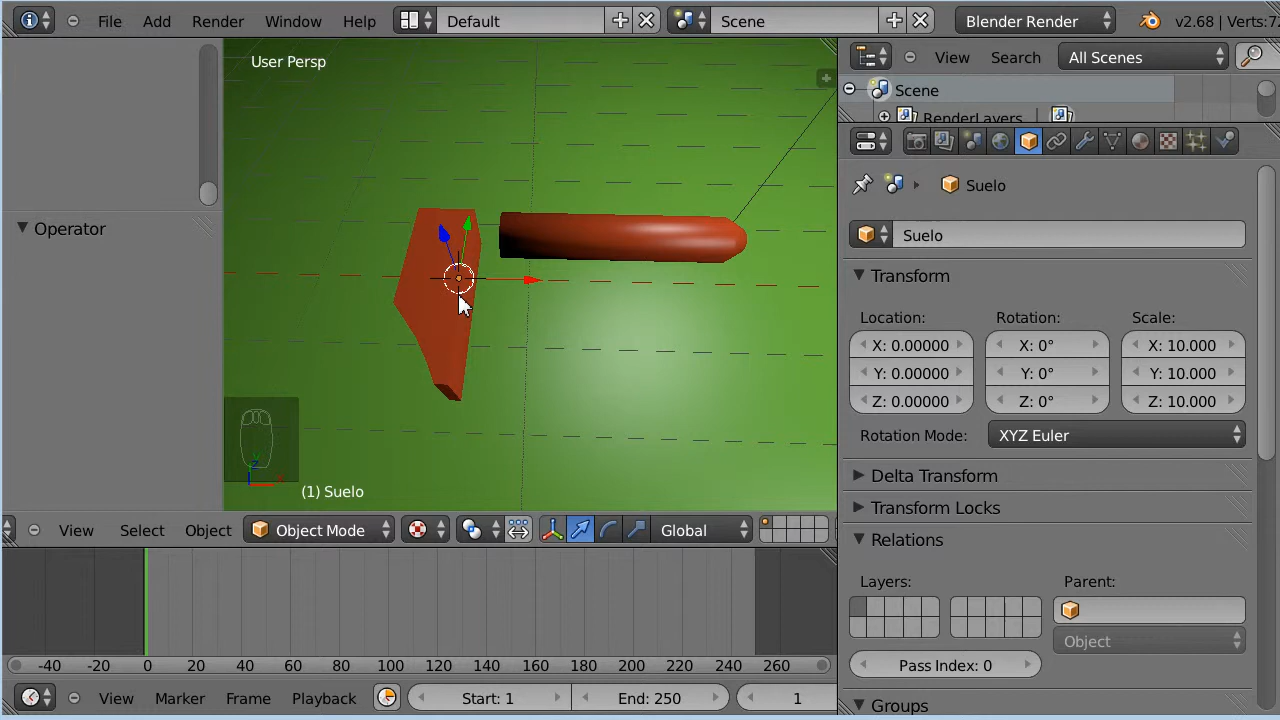 File Add Render Window Help Default Scene Blender Render v2.68 | Verts:7
User Persp
View Search All Scenes
Scene
RenderLayers
Suelo
Operator
Suelo
Transform
Location: Rotation: Scale:
X: 0.00000 X: 0° X: 10.000
Y: 0.00000 Y: 0° Y: 10.000
Z: 0.00000 Z: 0° Z: 10.000
Rotation Mode: XYZ Euler
Delta Transform
(1) Suelo
Transform Locks
View Select Object Object Mode Global
Relations
Layers: Parent:
Object
Pass Index: 0
-40 -20 0 20 40 60 80 100 120 140 160 180 200 220 240 260
View Marker Frame Playback Start: 1 End: 250 1
Groups